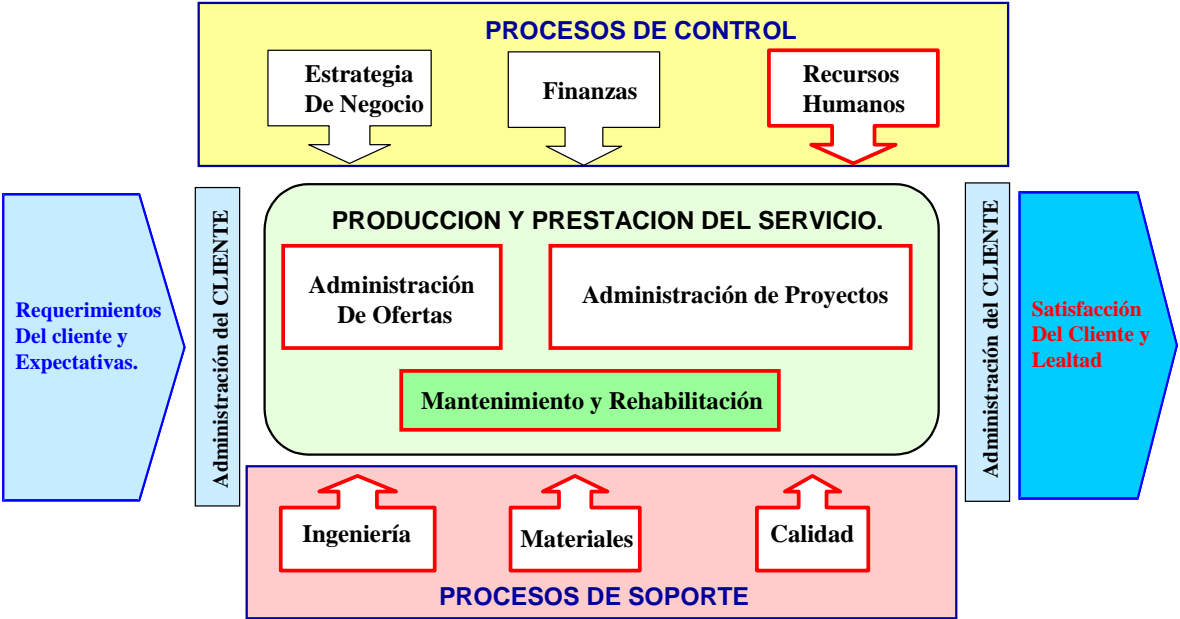 PROCESOS DE CONTROL
Estrategia
De Negocio
Finanzas
Recursos
Humanos
Requerimientos
Del cliente y
Expectativas.
Administración del CLIENTE
PRODUCCION Y PRESTACION DEL SERVICIO.
Administración
De Ofertas
Administración de Proyectos
Mantenimiento y Rehabilitación
Administración del CLIENTE
Satisfacción
Del Cliente y
Lealtad
Ingeniería
Materiales
Calidad
PROCESOS DE SOPORTE